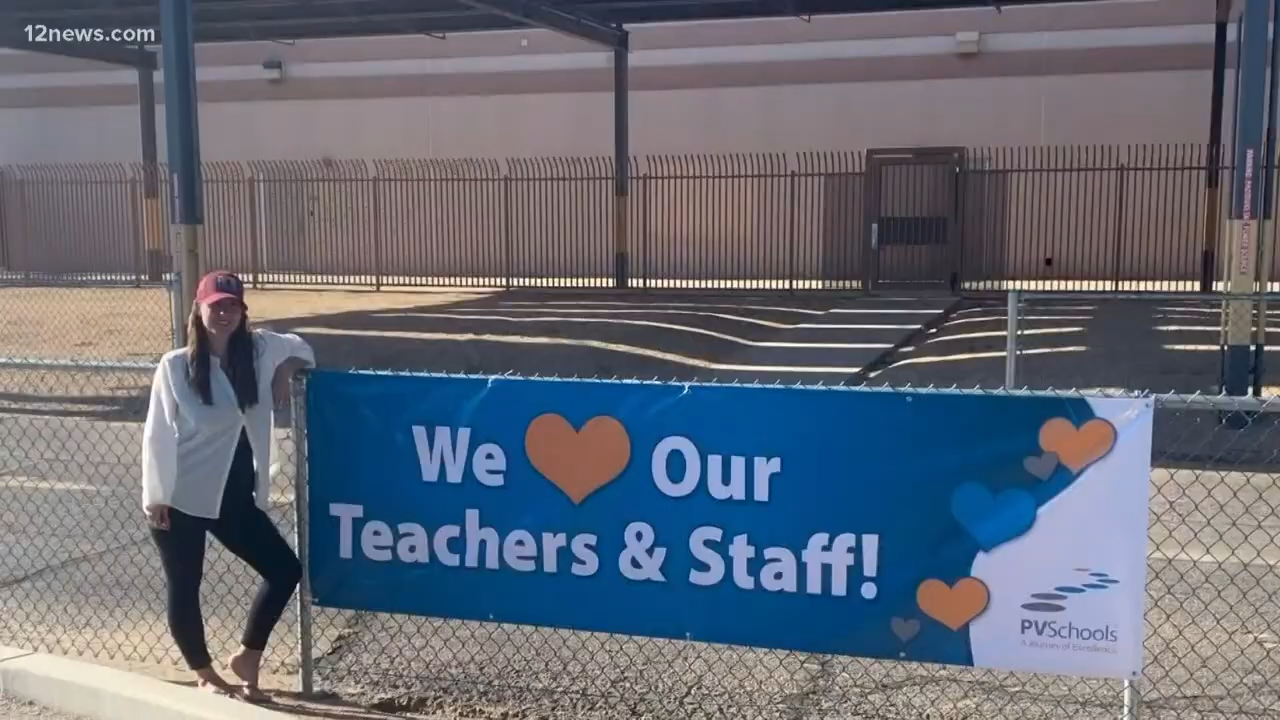 12news.com
We Our
Teachers & Staff!
PVSchools
A Journey of Excellence